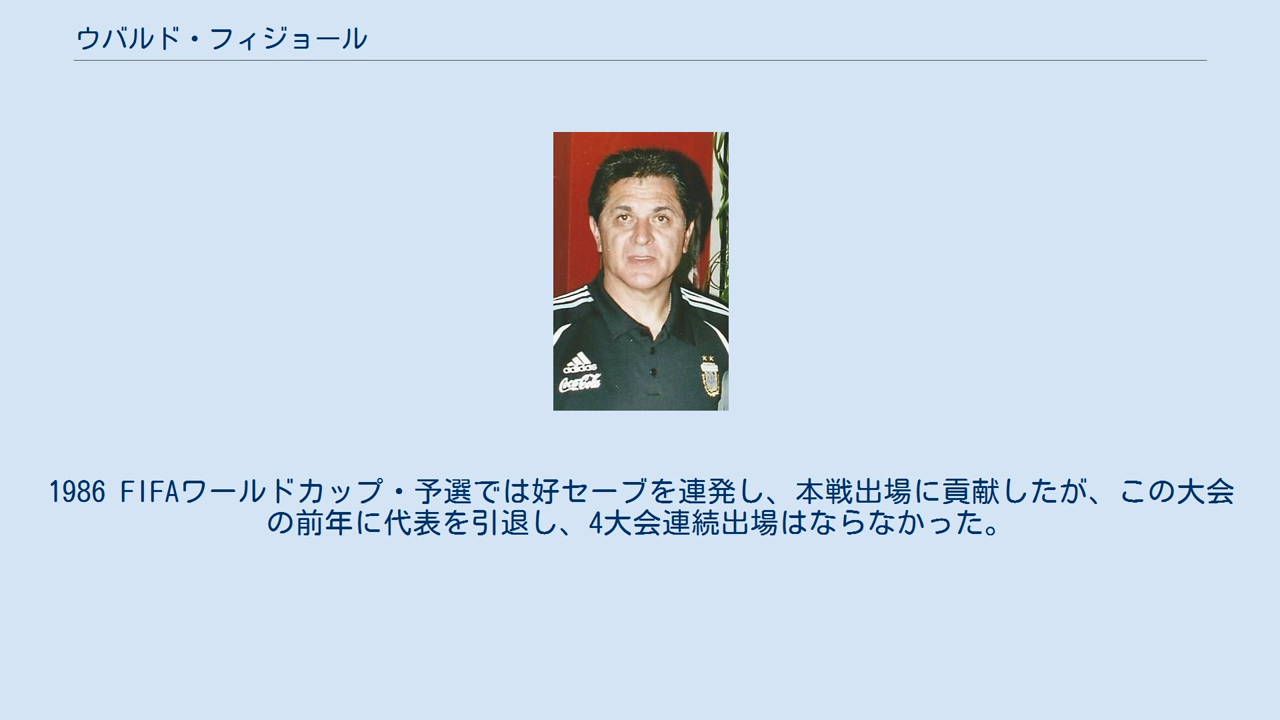 ウバルド・フィジョール
adidas
Coca-Cola
1986 FIFAワールドカップ・予選では好セーブを連発し、本戦出場に貢献したが、この大会
の前年に代表を引退し、4大会連続出場はならなかった。